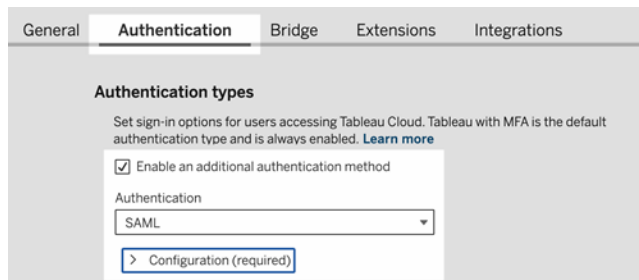 General Authentication Bridge Extensions Integrations
Authentication types
Set sign-in options for users accessing Tableau Cloud. Tableau with MFA is the default
authentication type and is always enabled. Learn more
Enable an additional authentication method
Authentication
SAML
Configuration (required)